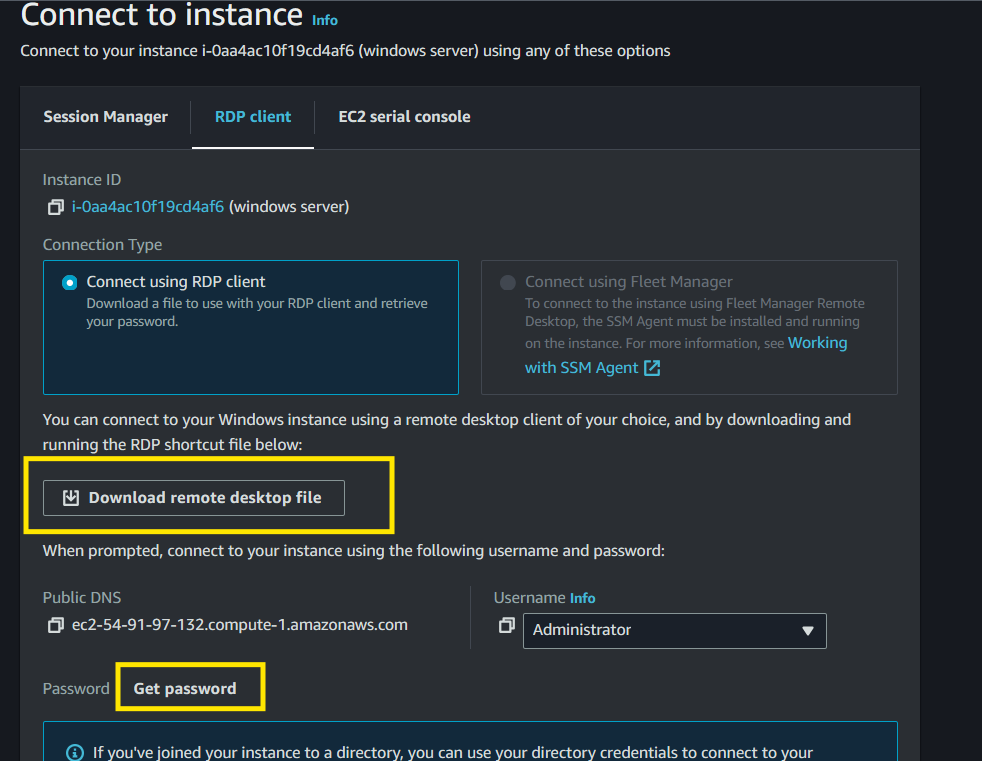 Connect to instance Info
Connect to your instance i-0aa4ac10f19cd4af6 (windows server) using any of these options
Session Manager
RDP client
EC2 serial console
Instance ID
i-0aa4ac10f19cd4af6 (windows server)
Connection Type
Connect using RDP client
Download a file to use with your RDP client and retrieve
your password.
Connect using Fleet Manager
To connect to the instance using Fleet Manager Remote
Desktop, the SSM Agent must be installed and running
on the instance. For more information, see Working
with SSM Agent
You can connect to your Windows instance using a remote desktop client of your choice, and by downloading and
running the RDP shortcut file below:
Download remote desktop file
When prompted, connect to your instance using the following username and password:
Public DNS
ec2-54-91-97-132.compute-1.amazonaws.com
Username Info
Administrator
Password Get password
If you've joined your instance to a directory, you can use your directory credentials to connect to your